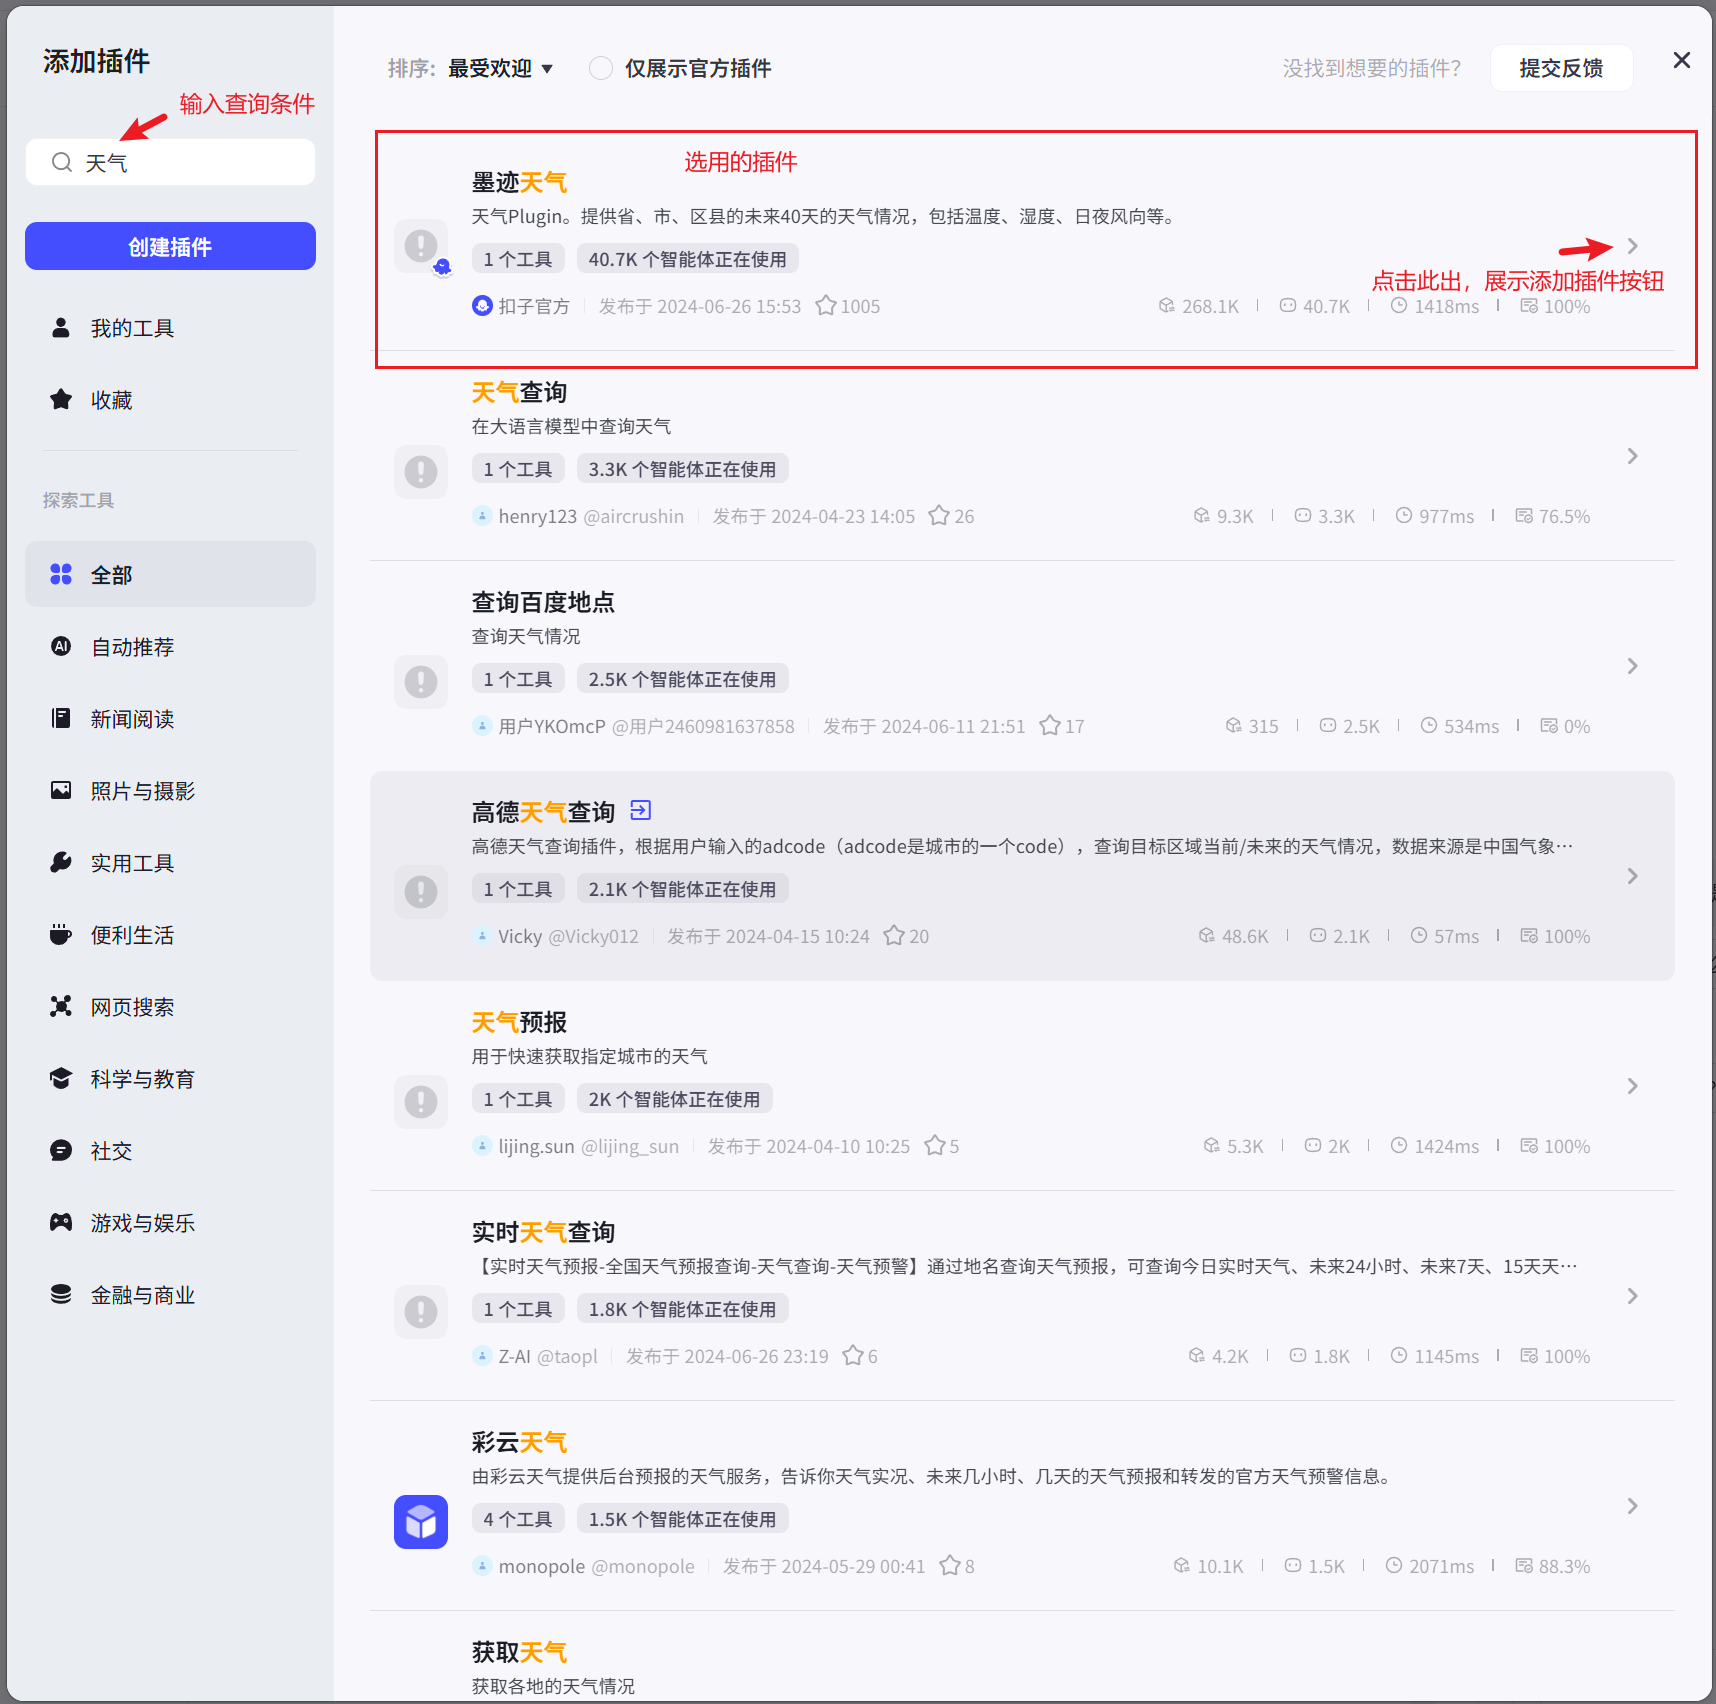 添加插件
输入查询条件
天气
创建插件
我的工具
收藏
探索工具
全部
自动推荐
新闻阅读
照片与摄影
实用工具
便利生活
网页搜索
科学与教育
社交
游戏与娱乐
金融与商业
排序: 最受欢迎 仅展示官方插件 没找到想要的插件? 提交反馈
选用的插件
墨迹天气
天气Plugin。提供省、市、区县的未来40天的天气情况，包括温度、湿度、日夜风向等。
1 个工具 40.7K 个智能体正在使用
点击此出，展示添加插件按钮
扣子官方 发布于 2024-06-26 15:53 1005 268.1K 40.7K 1418ms 100%
天气查询
在大语言模型中查询天气
1 个工具 3.3K 个智能体正在使用
henry123 @aircrushin 发布于 2024-04-23 14:05 26 9.3K 3.3K 977ms 76.5%
查询百度地点
查询天气情况
1 个工具 2.5K 个智能体正在使用
用户YKOmcP @用户2460981637858 发布于 2024-06-11 21:51 17 315 2.5K 534ms 0%
高德天气查询
高德天气查询插件，根据用户输入的adcode（adcode是城市的一个code），查询目标区域当前/未来的天气情况，数据来源是中国气象…
1 个工具 2.1K 个智能体正在使用
Vicky @Vicky012 发布于 2024-04-15 10:24 20 48.6K 2.1K 57ms 100%
天气预报
用于快速获取指定城市的天气
1 个工具 2K 个智能体正在使用
lijing.sun @lijing_sun 发布于 2024-04-10 10:25 5 5.3K 2K 1424ms 100%
实时天气查询
【实时天气预报-全国天气预报查询-天气查询-天气预警】通过地名查询天气预报，可查询今日实时天气、未来24小时、未来7天、15天天…
1 个工具 1.8K 个智能体正在使用
Z-AI @taopl 发布于 2024-06-26 23:19 6 4.2K 1.8K 1145ms 100%
彩云天气
由彩云天气提供后台预报的天气服务，告诉你天气实况、未来几小时、几天的天气预报和转发的官方天气预警信息。
4 个工具 1.5K 个智能体正在使用
monopole @monopole 发布于 2024-05-29 00:41 8 10.1K 1.5K 2071ms 88.3%
获取天气
获取各地的天气情况